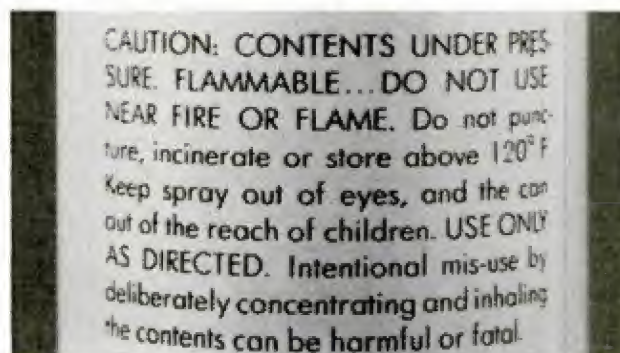 CAUTION: CONTENTS UNDER PRES-
SURE. FLAMMABLE...DO NOT USE
NEAR FIRE OR FLAME. Do not punc-
ture, incinerate or store above 120°F
Keep spray out of eyes, and the can
out of the reach of children. USE ONLY
AS DIRECTED. Intentional mis-use by
deliberately concentrating and inhaling
the contents can be harmful or fatal.